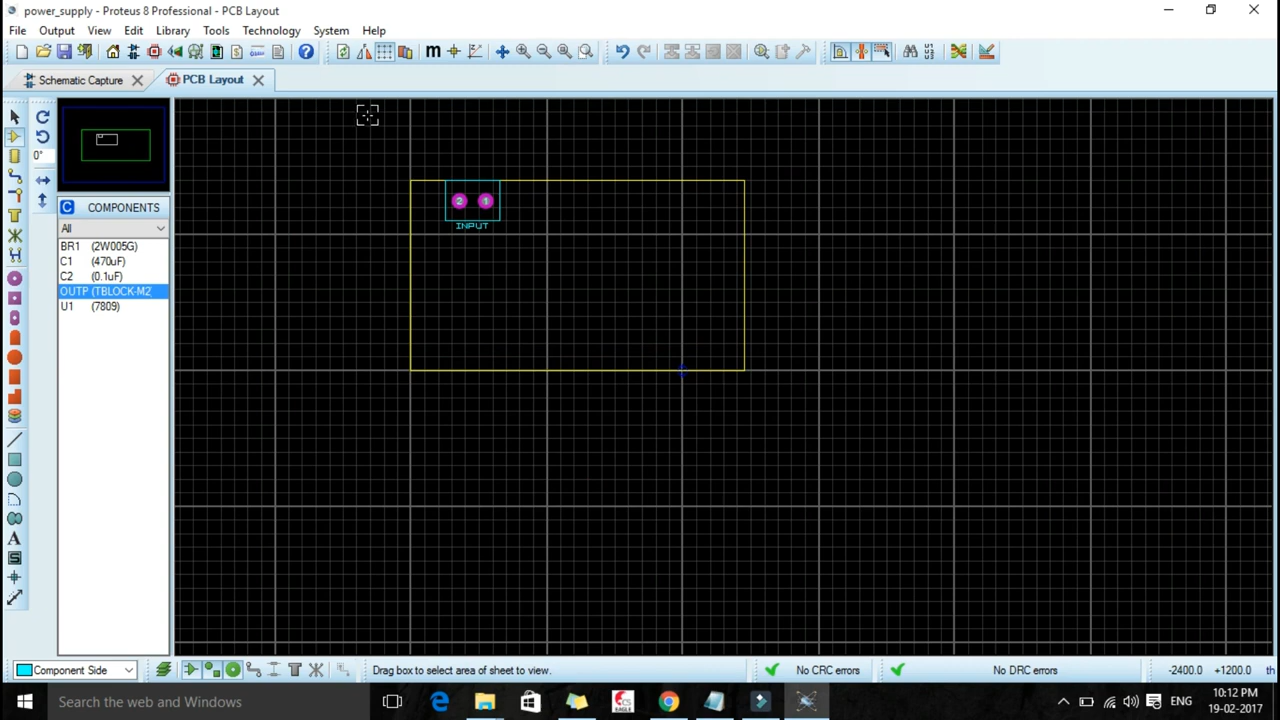 power_supply - Proteus 8 Professional - PCB Layout
File Output View Edit Library Tools Technology System Help
Schematic Capture PCB Layout
0°
C COMPONENTS
All
BR1 (2W005G)
C1 (470uF)
C2 (0.1uF)
OUTP (TBLOCK-M2)
U1 (7809)
2 1
INPUT
Component Side
Drag box to select area of sheet to view.
No CRC errors
No DRC errors
-2400.0 +1200.0 th
Search the web and Windows
ENG
10:12 PM
19-02-2017